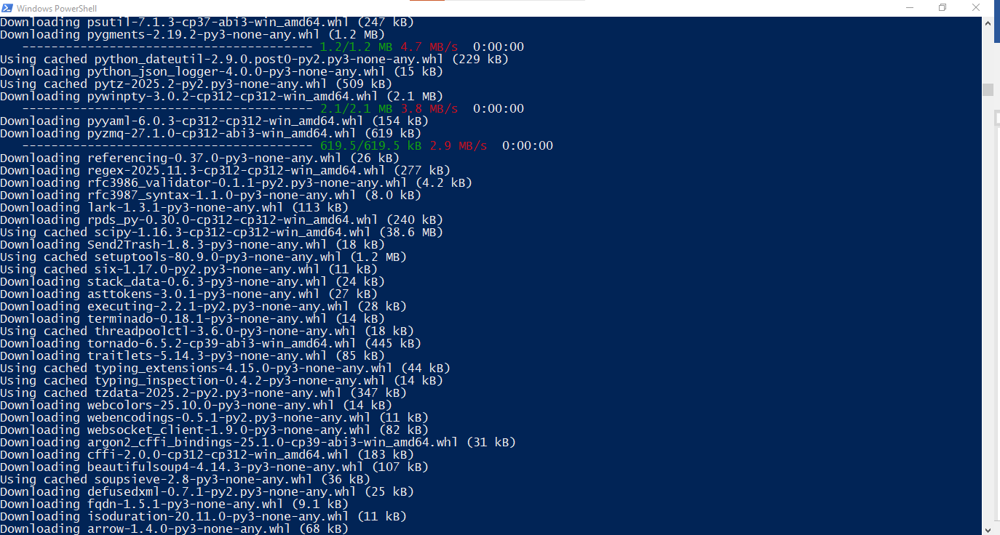 Windows PowerShell
Downloading psutil-7.1.3-cp37-abi3-win_amd64.whl (247 kB)
Downloading pygments-2.19.2-py3-none-any.whl (1.2 MB)
---------------------------------------- 1.2/1.2 MB 4.7 MB/s  0:00:00
Using cached python_dateutil-2.9.0.post0-py2.py3-none-any.whl (229 kB)
Downloading python_json_logger-4.0.0-py3-none-any.whl (15 kB)
Using cached pytz-2025.2-py2.py3-none-any.whl (509 kB)
Downloading pywinpty-3.0.2-cp312-cp312-win_amd64.whl (2.1 MB)
---------------------------------------- 2.1/2.1 MB 3.8 MB/s  0:00:00
Downloading pyyaml-6.0.3-cp312-cp312-win_amd64.whl (154 kB)
Downloading pyzmq-27.1.0-cp312-abi3-win_amd64.whl (619 kB)
---------------------------------------- 619.5/619.5 kB 2.9 MB/s  0:00:00
Downloading referencing-0.37.0-py3-none-any.whl (26 kB)
Downloading regex-2025.11.3-cp312-cp312-win_amd64.whl (277 kB)
Downloading rfc3986_validator-0.1.1-py2.py3-none-any.whl (4.2 kB)
Downloading rfc3987_syntax-1.1.0-py3-none-any.whl (8.0 kB)
Downloading lark-1.3.1-py3-none-any.whl (113 kB)
Downloading rpds_py-0.30.0-cp312-cp312-win_amd64.whl (240 kB)
Using cached scipy-1.16.3-cp312-cp312-win_amd64.whl (38.6 MB)
Downloading Send2Trash-1.8.3-py3-none-any.whl (18 kB)
Using cached setuptools-80.9.0-py3-none-any.whl (1.2 MB)
Using cached six-1.17.0-py2.py3-none-any.whl (11 kB)
Downloading stack_data-0.6.3-py3-none-any.whl (24 kB)
Downloading asttokens-3.0.1-py3-none-any.whl (27 kB)
Downloading executing-2.2.1-py2.py3-none-any.whl (28 kB)
Downloading terminado-0.18.1-py3-none-any.whl (14 kB)
Using cached threadpoolctl-3.6.0-py3-none-any.whl (18 kB)
Downloading tornado-6.5.2-cp39-abi3-win_amd64.whl (445 kB)
Downloading traitlets-5.14.3-py3-none-any.whl (85 kB)
Using cached typing_extensions-4.15.0-py3-none-any.whl (44 kB)
Using cached typing_inspection-0.4.2-py3-none-any.whl (14 kB)
Using cached tzdata-2025.2-py2.py3-none-any.whl (347 kB)
Downloading webcolors-25.10.0-py3-none-any.whl (14 kB)
Downloading webencodings-0.5.1-py2.py3-none-any.whl (11 kB)
Downloading websocket_client-1.9.0-py3-none-any.whl (82 kB)
Downloading argon2_cffi_bindings-25.1.0-cp39-abi3-win_amd64.whl (31 kB)
Downloading cffi-2.0.0-cp312-cp312-win_amd64.whl (183 kB)
Downloading beautifulsoup4-4.14.3-py3-none-any.whl (107 kB)
Using cached soupsieve-2.8-py3-none-any.whl (36 kB)
Downloading defusedxml-0.7.1-py2.py3-none-any.whl (25 kB)
Downloading fqdn-1.5.1-py3-none-any.whl (9.1 kB)
Downloading isoduration-20.11.0-py3-none-any.whl (11 kB)
Downloading arrow-1.4.0-py3-none-any.whl (68 kB)